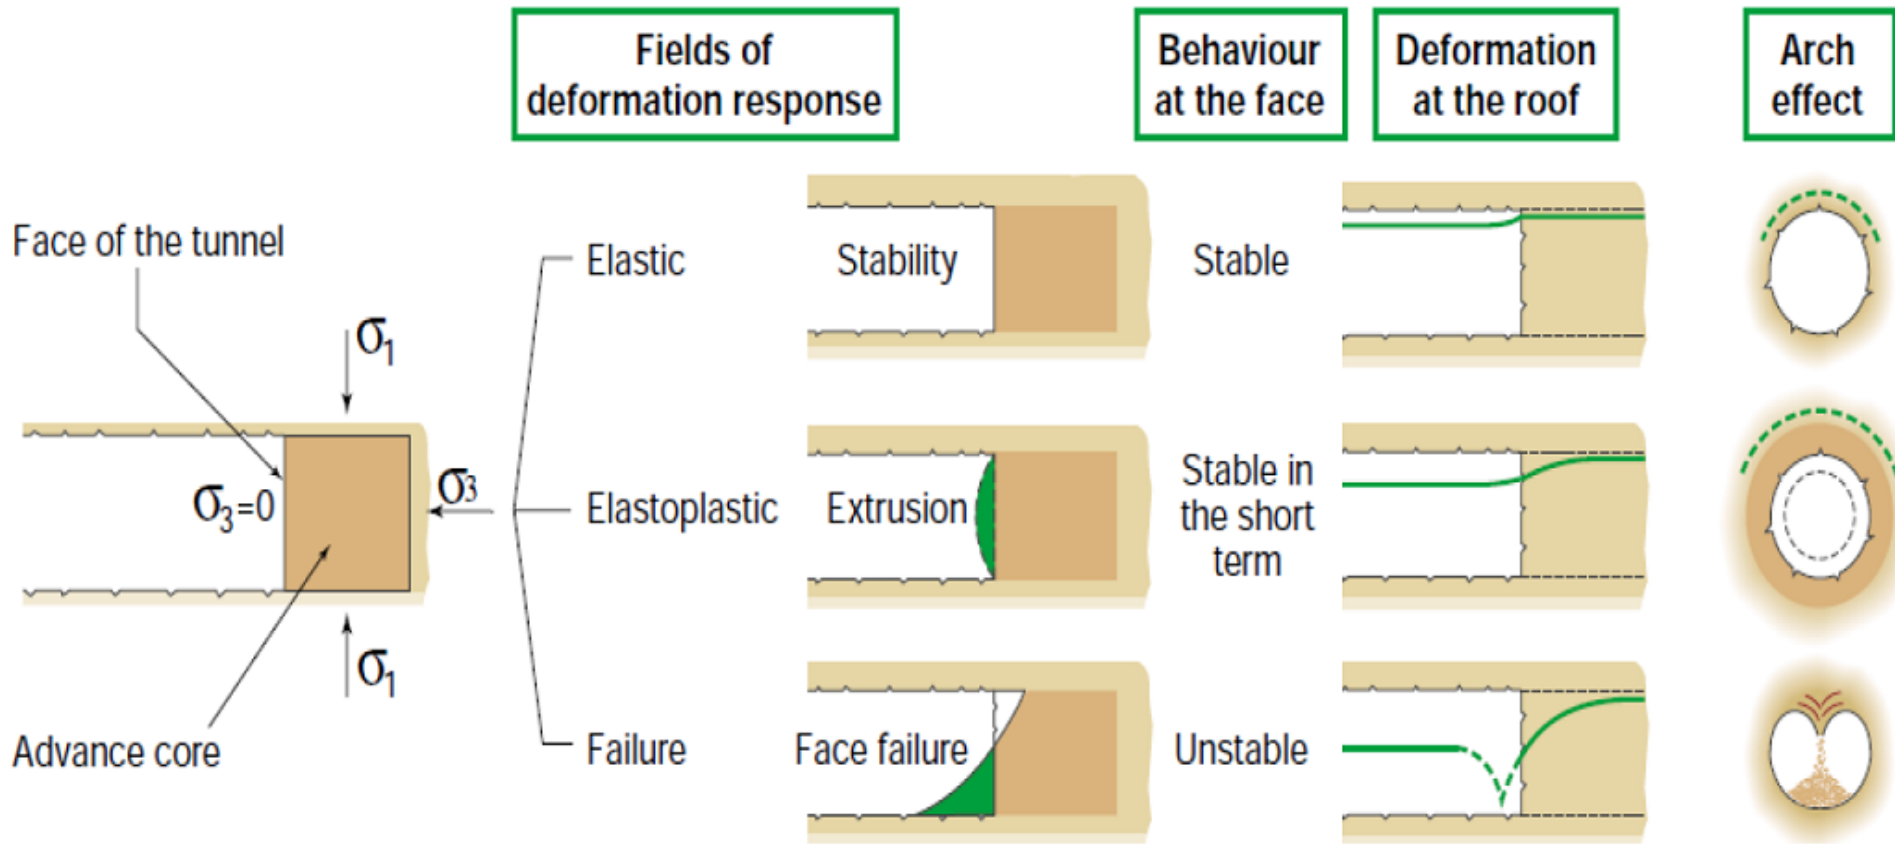 Fields of
deformation response
Behaviour
at the face
Deformation
at the roof
Arch
effect
Face of the tunnel
σ1
σ3=0
σ3
σ1
Advance core
Elastic
Stability
Stable
Elastoplastic
Extrusion
Stable in
the short
term
Failure
Face failure
Unstable